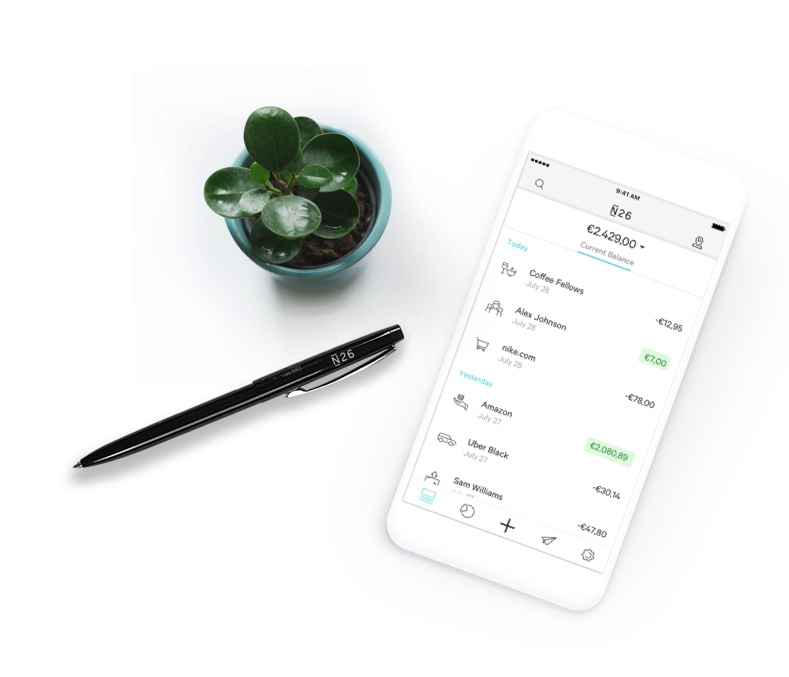 9:41 AM
N26
€2.429,00
Current Balance
Today
Coffee Fellows
July 28
-€12,95
Alex Johnson
July 28
€7,00
nike.com
July 28
-€78,00
Yesterday
Amazon
July 27
€2.080,89
Uber Black
July 27
-€30,14
Sam Williams
-€47,80
N26